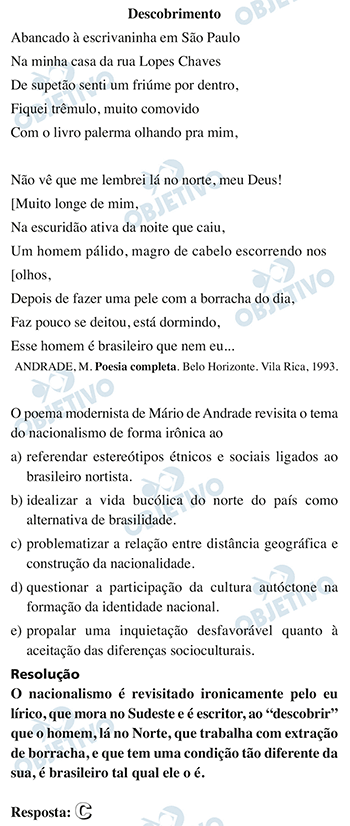 Descobrimento
Abancado à escrivaninha em São Paulo
Na minha casa da rua Lopes Chaves
De supetão senti um friúme por dentro,
Fiquei trêmulo, muito comovido
Com o livro palerma olhando pra mim,
Não vê que me lembrei lá no norte, meu Deus!
[Muito longe de mim,
Na escuridão ativa da noite que caiu,
Um homem pálido, magro de cabelo escorrendo nos
[olhos,
Depois de fazer uma pele com a borracha do dia,
Faz pouco se deitou, está dormindo,
Esse homem é brasileiro que nem eu...
ANDRADE, M. Poesia completa. Belo Horizonte. Vila Rica, 1993.
O poema modernista de Mário de Andrade revisita o tema
do nacionalismo de forma irônica ao
a) referendar estereótipos étnicos e sociais ligados ao
brasileiro nortista.
b) idealizar a vida bucólica do norte do país como
alternativa de brasilidade.
c) problematizar a relação entre distância geográfica e
construção da nacionalidade.
d) questionar a participação da cultura autóctone na
formação da identidade nacional.
e) propalar uma inquietação desfavorável quanto à
aceitação das diferenças socioculturais.
Resolução
O nacionalismo é revisitado ironicamente pelo eu
lírico, que mora no Sudeste e é escritor, ao “descobrir”
que o homem, lá no Norte, que trabalha com extração
de borracha, e que tem uma condição tão diferente da
sua, é brasileiro tal qual ele o é.
Resposta: C
OBJETIVO
OBJETIVO
OBJETIVO
OBJETIVO
OBJETIVO
OBJETIVO
OBJETIVO
OBJETIVO